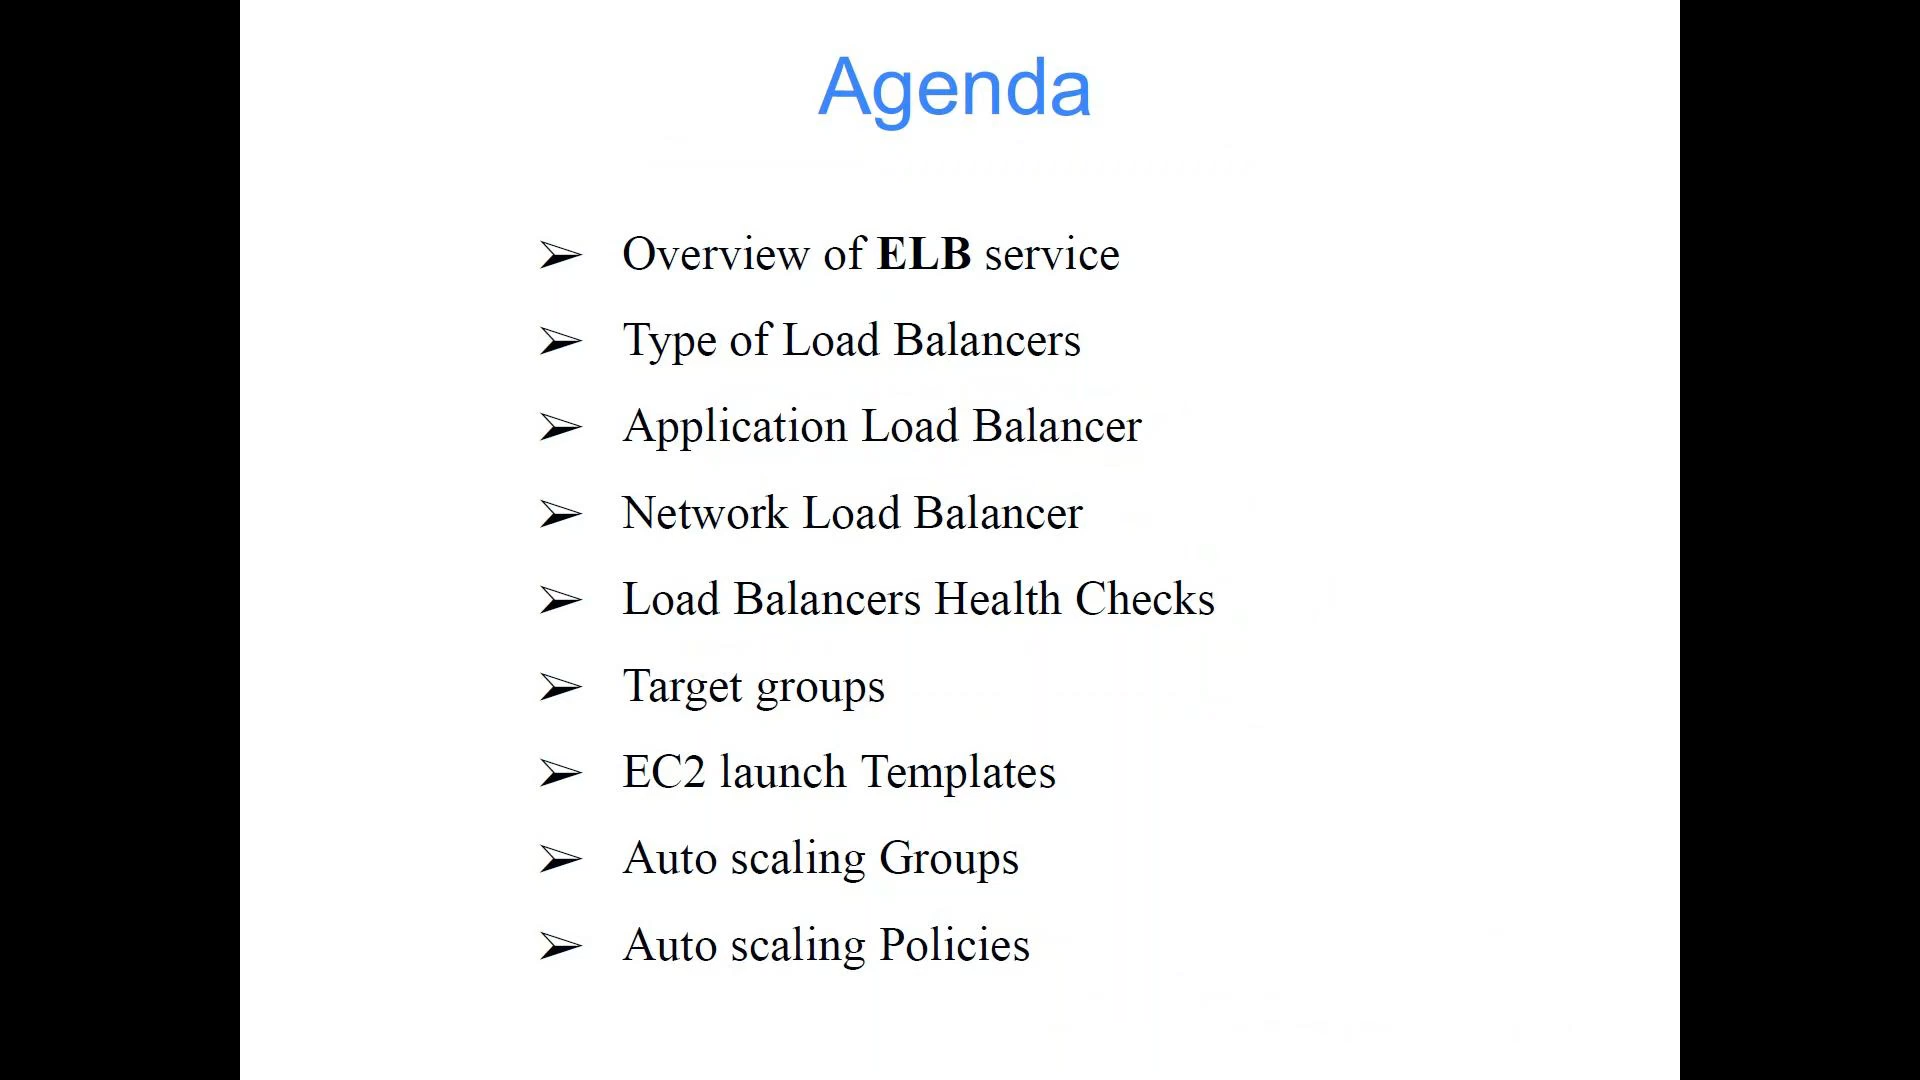 Agenda
➢ Overview of ELB service
➢ Type of Load Balancers
➢ Application Load Balancer
➢ Network Load Balancer
➢ Load Balancers Health Checks
➢ Target groups
➢ EC2 launch Templates
➢ Auto scaling Groups
➢ Auto scaling Policies